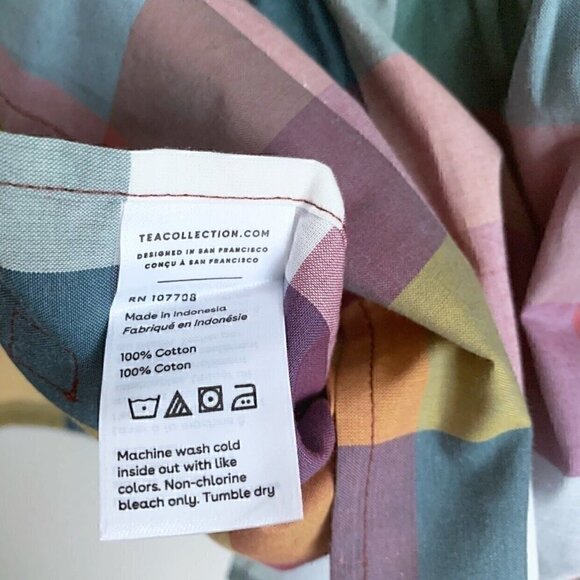 TEACOLLECTION.COM
DESIGNED IN SAN FRANCISCO
CONÇU À SAN FRANCISCO
RN 107708
Made in Indonesia
Fabriqué en Indonésie
100% Cotton
100% Coton
Machine wash cold
inside out with like
colors. Non-chlorine
bleach only. Tumble dry